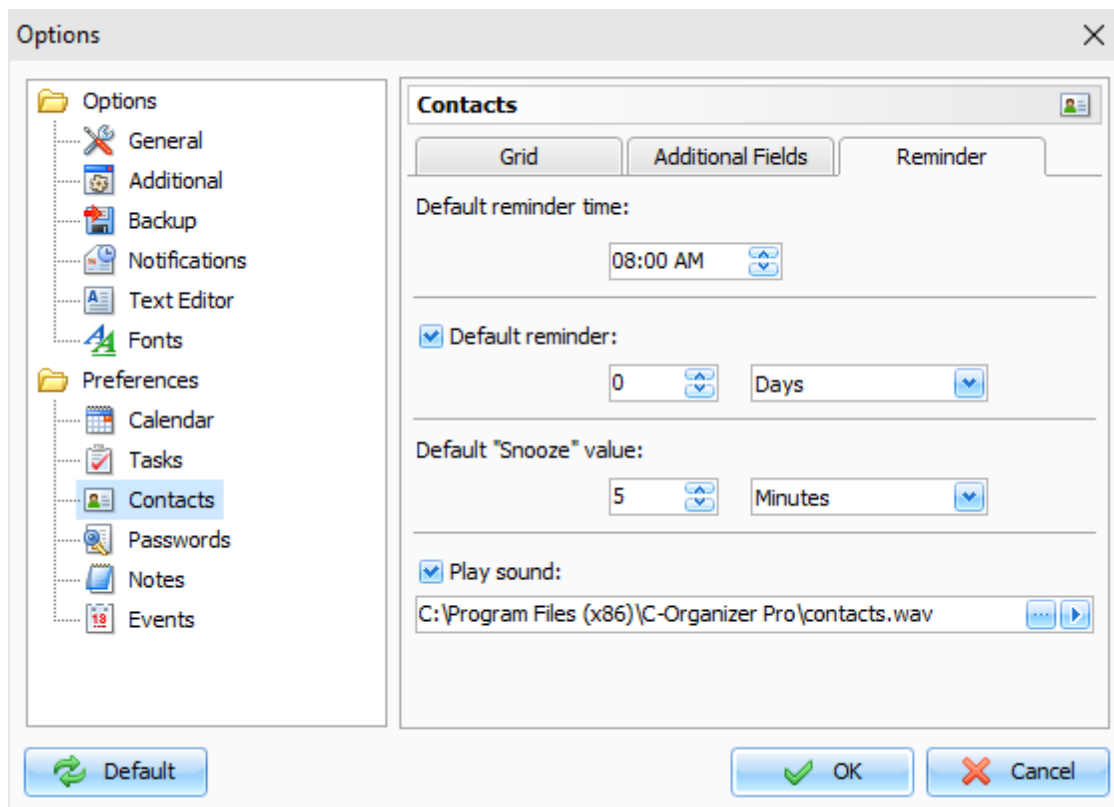 Options
Options
General
Additional
Backup
Notifications
Text Editor
Fonts
Preferences
Calendar
Tasks
Contacts
Passwords
Notes
Events
Contacts
Grid
Additional Fields
Reminder
Default reminder time:
08:00 AM
Default reminder:
0
Days
Default "Snooze" value:
5
Minutes
Play sound:
C:\Program Files (x86)\C-Organizer Pro\contacts.wav
Default
OK
Cancel